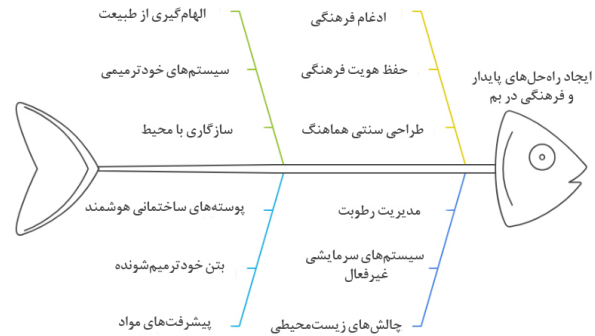 الهام‌گیری از طبیعت
سیستم‌های خودترمیمی
سازگاری با محیط
ادغام فرهنگی
حفظ هویت فرهنگی
طراحی سنتی هماهنگ
ایجاد راه‌حل‌های پایدار
و فرهنگی در بم
پوسته‌های ساختمانی هوشمند
بتن خودترمیم‌شونده
پیشرفت‌های مواد
مدیریت رطوبت
سیستم‌های سرمایشی
غیرفعال
چالش‌های زیست‌محیطی